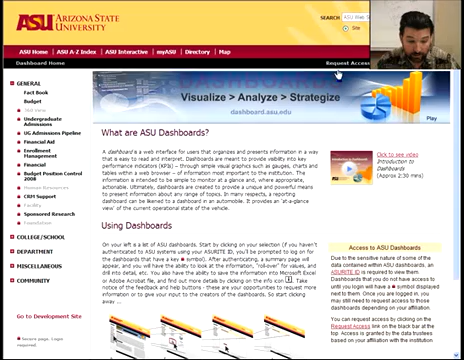 ASU ARIZONA STATE UNIVERSITY
SEARCH
ASU Web S
Site
ASU Home
ASU A-Z Index
ASU Interactive
myASU
Directory
Map
Dashboard Home
Request Access
GENERAL
Fact Book
Budget
Undergraduate Admissions
UG Admissions Pipeline
Financial Aid
Enrollment Management
Financial
Budget Position Control 2008
Human Resources
CRM Support
Faculty
Sponsored Research
Foundation
COLLEGE/SCHOOL
DEPARTMENT
MISCELLANEOUS
COMMUNITY
Go to Development Site
Secure page. Login required.
Visualize > Analyze > Strategize
dashboard.asu.edu
Play
What are ASU Dashboards?
A dashboard is a web interface for users that organizes and presents information in a way
that is easy to read and interpret. Dashboards are meant to provide visibility into key
performance indicators (KPIs) -- through simple visual graphics such as gauges, charts
and tables within a web browser -- of information most important to the institution. The
information is intended to be simple to monitor at a glance and, where appropriate,
actionable. Ultimately, dashboards are created to provide a unique and powerful means
to present information about any range of topics. In many respects, a reporting
dashboard can be likened to a dashboard in an automobile. It provides an 'at-a-glance
view' of the current operational state of the vehicle.
Click to see video
Introduction to Dashboards
(Approx 2:30 mins)
Using Dashboards
On your left is a list of ASU dashboards. Start by clicking on your selection (if you haven't
authenticated to ASU systems using your ASURITE ID, you'll be prompted to do so for
dashboards that have a key symbol). After authenticating, a summary page will
appear, and you will have the ability to look at the information, 'roll-over' for values, and
drill into detail, etc. You also have the ability to save the information into Microsoft Excel
or Adobe Acrobat file, and find out more details by clicking on the info icon. Take
notice of the feedback and help buttons - these are your opportunities to request more
information or to give your input to the creators of the dashboards. So start clicking
away...
Access to ASU Dashboards
Due to the sensitive nature of some of the data contained within ASU dashboards, an
ASURITE ID is required to view them.
Dashboards that you do not have access to until you login will have a symbol displayed
next to them. Once you are logged in, you may still need to request access to those
dashboards depending on your affiliation.
You can request access by clicking on the
Request Access link on the black bar at the
top. Access is granted by the data trustees
based on your affiliation with the institution